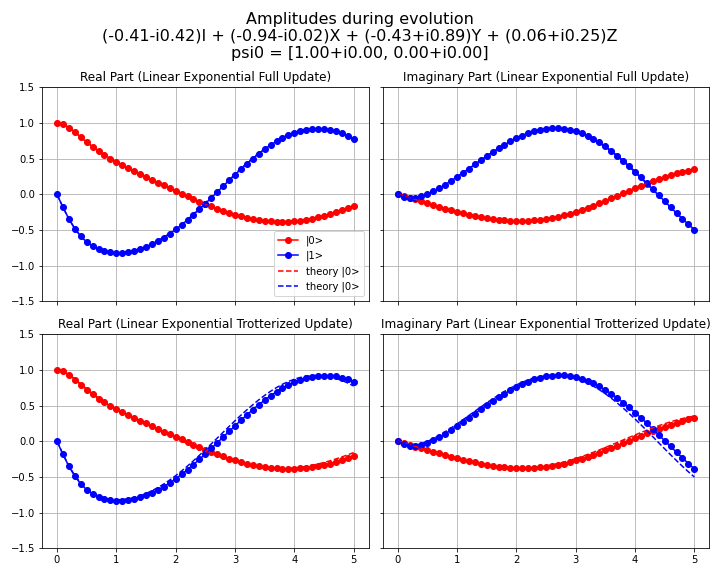 Amplitudes during evolution
(-0.41-i0.42)I + (-0.94-i0.02)X + (-0.43+i0.89)Y + (0.06+i0.25)Z
psi0 = [1.00+i0.00, 0.00+i0.00]
Real Part (Linear Exponential Full Update)
Imaginary Part (Linear Exponential Full Update)
1.5
1.0
0.5
0.0
−0.5
−1.0
−1.5
|0>
|1>
theory |0>
theory |0>
Real Part (Linear Exponential Trotterized Update)
Imaginary Part (Linear Exponential Trotterized Update)
1.5
1.0
0.5
0.0
−0.5
−1.0
−1.5
0 1 2 3 4 5
0 1 2 3 4 5